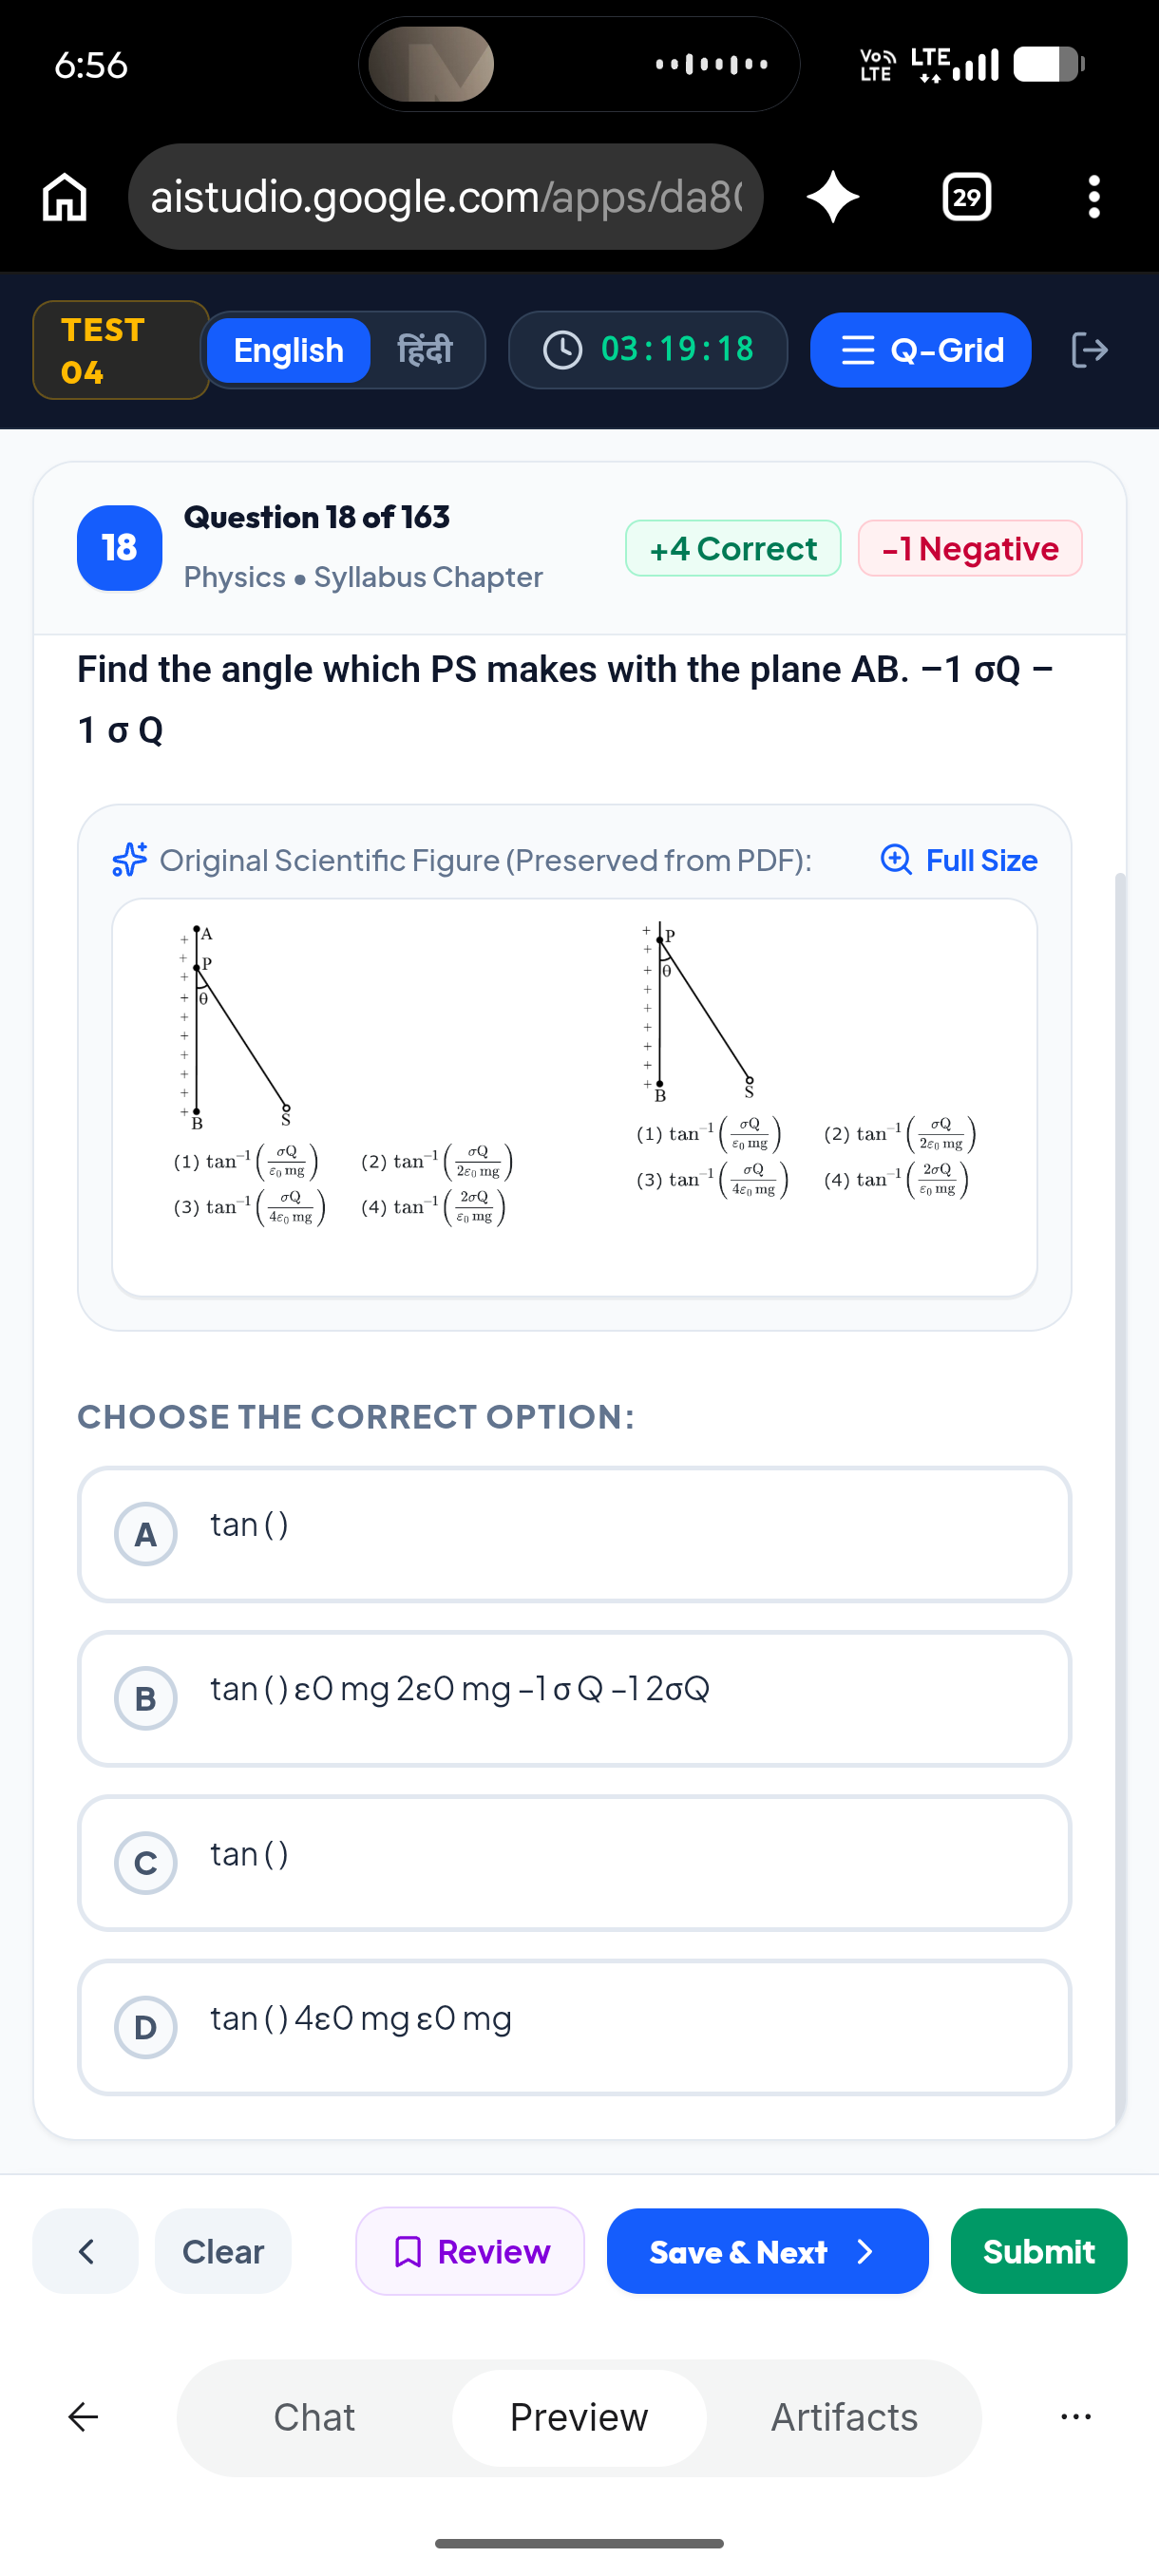 6:56
Vo LTE LTE
aistudio.google.com/apps/da8
29
TEST 04
English
हिंदी
03:19:18
Q-Grid
18
Question 18 of 163
Physics • Syllabus Chapter
+4 Correct
-1 Negative
Find the angle which PS makes with the plane AB. −1 σQ −
1 σ Q
Original Scientific Figure (Preserved from PDF):
Full Size
A
P
θ
B
S
(1) tan⁻¹(σQ/ε₀ mg) (2) tan⁻¹(σQ/2ε₀ mg)
(3) tan⁻¹(σQ/4ε₀ mg) (4) tan⁻¹(2σQ/ε₀ mg)
P
θ
B
S
(1) tan⁻¹(σQ/ε₀ mg) (2) tan⁻¹(σQ/2ε₀ mg)
(3) tan⁻¹(σQ/4ε₀ mg) (4) tan⁻¹(2σQ/ε₀ mg)
CHOOSE THE CORRECT OPTION:
A tan ( )
B tan ( ) ε0 mg 2ε0 mg −1 σ Q −1 2σQ
C tan ( )
D tan ( ) 4ε0 mg ε0 mg
Clear
Review
Save & Next
Submit
Chat
Preview
Artifacts